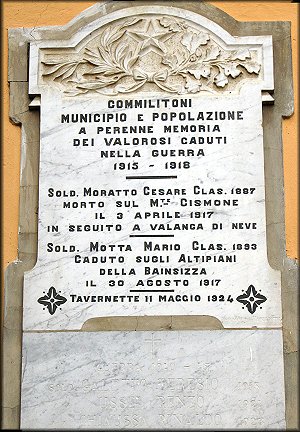 COMMILITONI
MUNICIPIO E POPOLAZIONE
A PERENNE MEMORIA
DEI VALOROSI CADUTI
NELLA GUERRA
1915 - 1918
SOLD. MORATTO CESARE CLAS. 1887
MORTO SUL M.TE CISMONE
IL 3 APRILE 1917
IN SEGUITO A VALANGA DI NEVE
SOLD. MOTTA MARIO CLAS. 1893
CADUTO SUGLI ALTIPIANI
DELLA BAINSIZZA
IL 30 AGOSTO 1917
TAVERNETTE 11 MAGGIO 1924